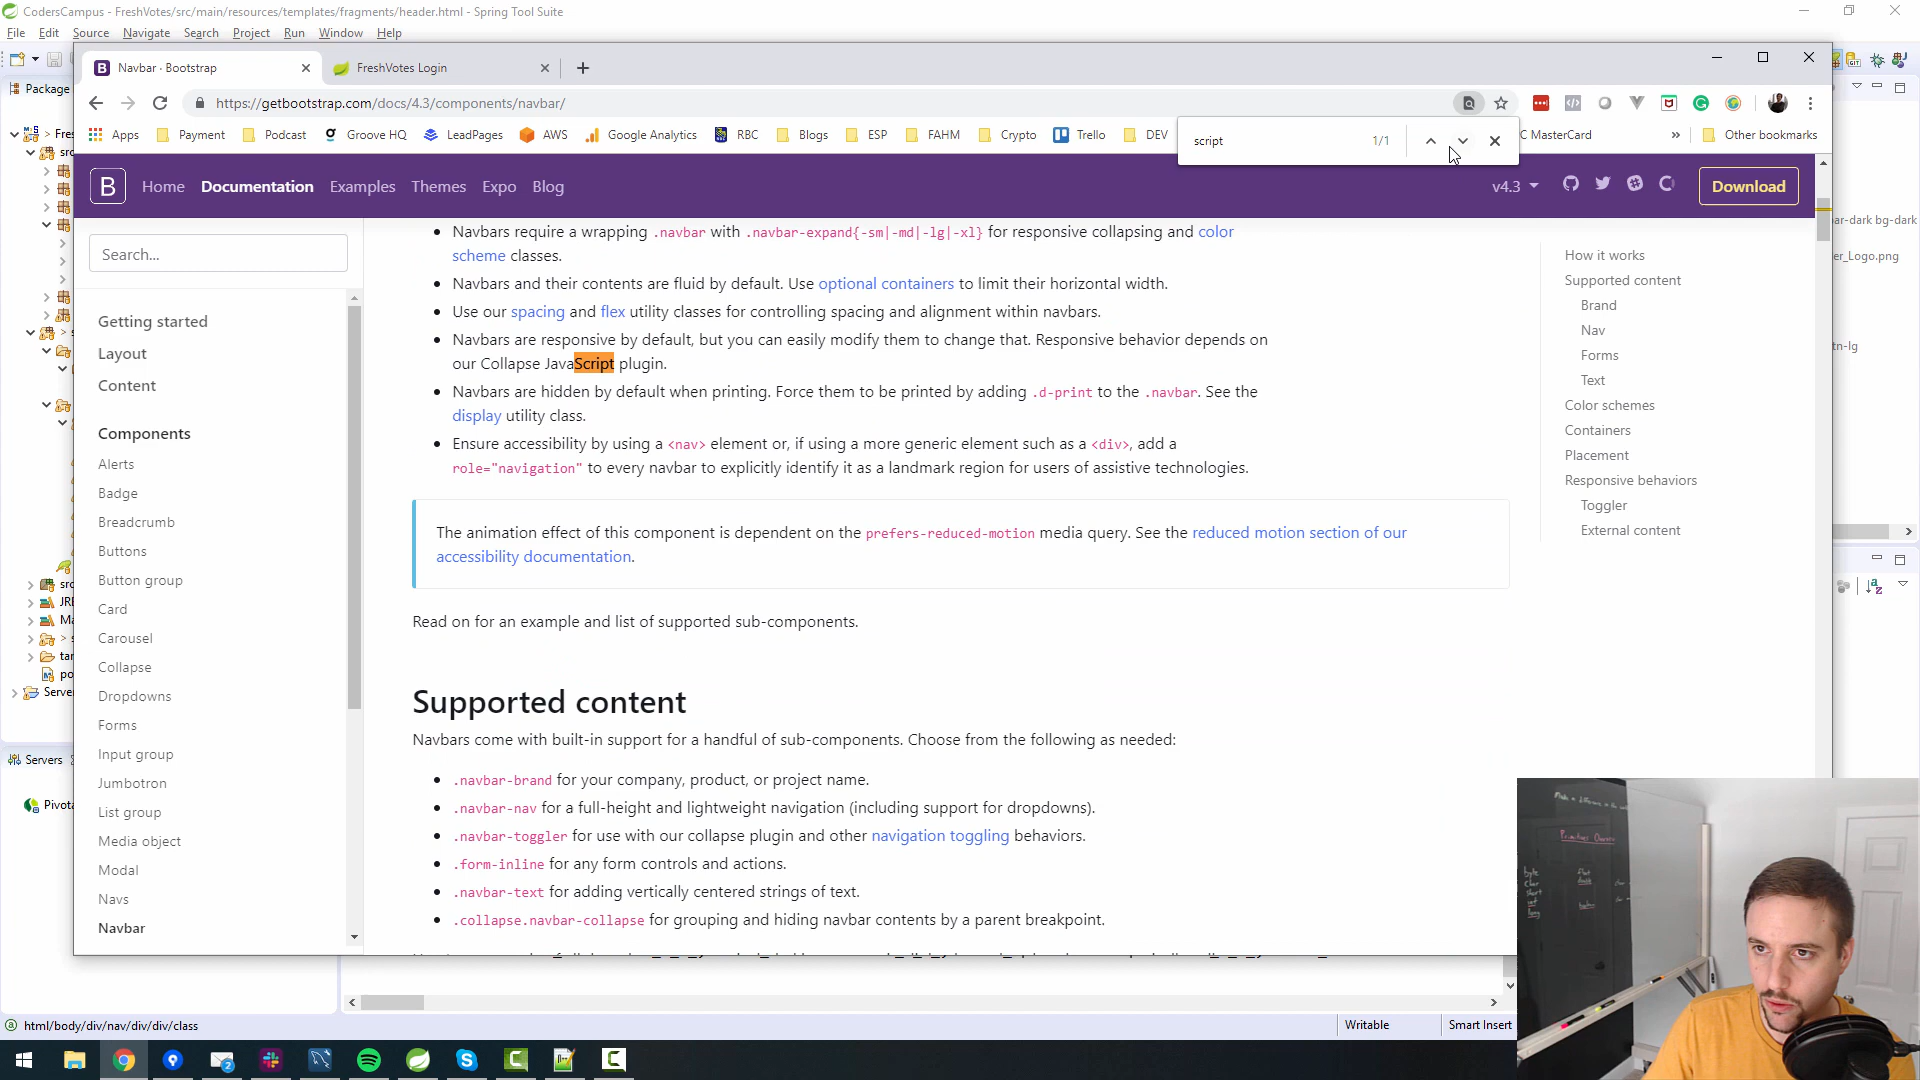 CodersCampus - FreshVotes/src/main/resources/templates/fragments/header.html - Spring Tool Suite
File Edit Source Navigate Search Project Run Window Help
Navbar · Bootstrap
FreshVotes Login
Package
https://getbootstrap.com/docs/4.3/components/navbar/
Apps Payment Podcast Groove HQ LeadPages AWS Google Analytics RBC Blogs ESP FAHM Crypto Trello DEV
C MasterCard » Other bookmarks
script 1/1
B Home Documentation Examples Themes Expo Blog
v4.3 Download
Search...
Getting started
Layout
Content
Components
Alerts
Badge
Breadcrumb
Buttons
Button group
Card
Carousel
Collapse
Dropdowns
Forms
Input group
Jumbotron
List group
Media object
Modal
Navs
Navbar
Navbars require a wrapping .navbar with .navbar-expand{-sm|-md|-lg|-xl} for responsive collapsing and color
scheme classes.
Navbars and their contents are fluid by default. Use optional containers to limit their horizontal width.
Use our spacing and flex utility classes for controlling spacing and alignment within navbars.
Navbars are responsive by default, but you can easily modify them to change that. Responsive behavior depends on
our Collapse JavaScript plugin.
Navbars are hidden by default when printing. Force them to be printed by adding .d-print to the .navbar. See the
display utility class.
Ensure accessibility by using a <nav> element or, if using a more generic element such as a <div>, add a
role="navigation" to every navbar to explicitly identify it as a landmark region for users of assistive technologies.
The animation effect of this component is dependent on the prefers-reduced-motion media query. See the reduced motion section of our
accessibility documentation.
Read on for an example and list of supported sub-components.
Supported content
Navbars come with built-in support for a handful of sub-components. Choose from the following as needed:
.navbar-brand for your company, product, or project name.
.navbar-nav for a full-height and lightweight navigation (including support for dropdowns).
.navbar-toggler for use with our collapse plugin and other navigation toggling behaviors.
.form-inline for any form controls and actions.
.navbar-text for adding vertically centered strings of text.
.collapse.navbar-collapse for grouping and hiding navbar contents by a parent breakpoint.
How it works
Supported content
Brand
Nav
Forms
Text
Color schemes
Containers
Placement
Responsive behaviors
Toggler
External content
ar-dark bg-dark
er_Logo.png
tn-lg
Fre
src
JRE
Ma
tar
po
Serve
Servers
Pivota
html/body/div/nav/div/div/class
Writable
Smart Insert